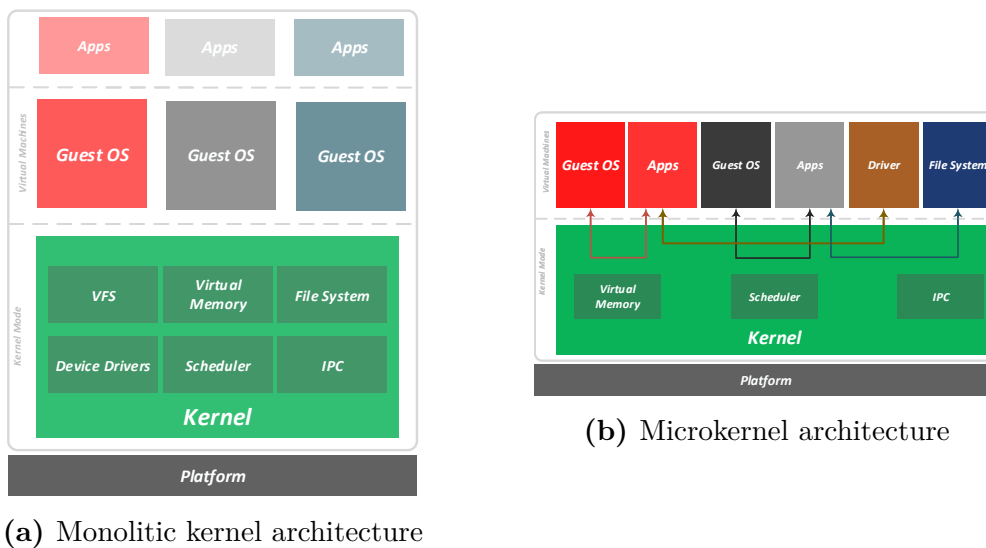 Apps
Apps
Apps
Virtual Machines
Guest OS
Guest OS
Guest OS
Kernel Mode
VFS
Virtual
Memory
File System
Device Drivers
Scheduler
IPC
Kernel
Platform
(a) Monolitic kernel architecture
Virtual Machines
Guest OS
Apps
Guest OS
Apps
Driver
File System
Kernel Mode
Virtual
Memory
Scheduler
IPC
Kernel
Platform
(b) Microkernel architecture